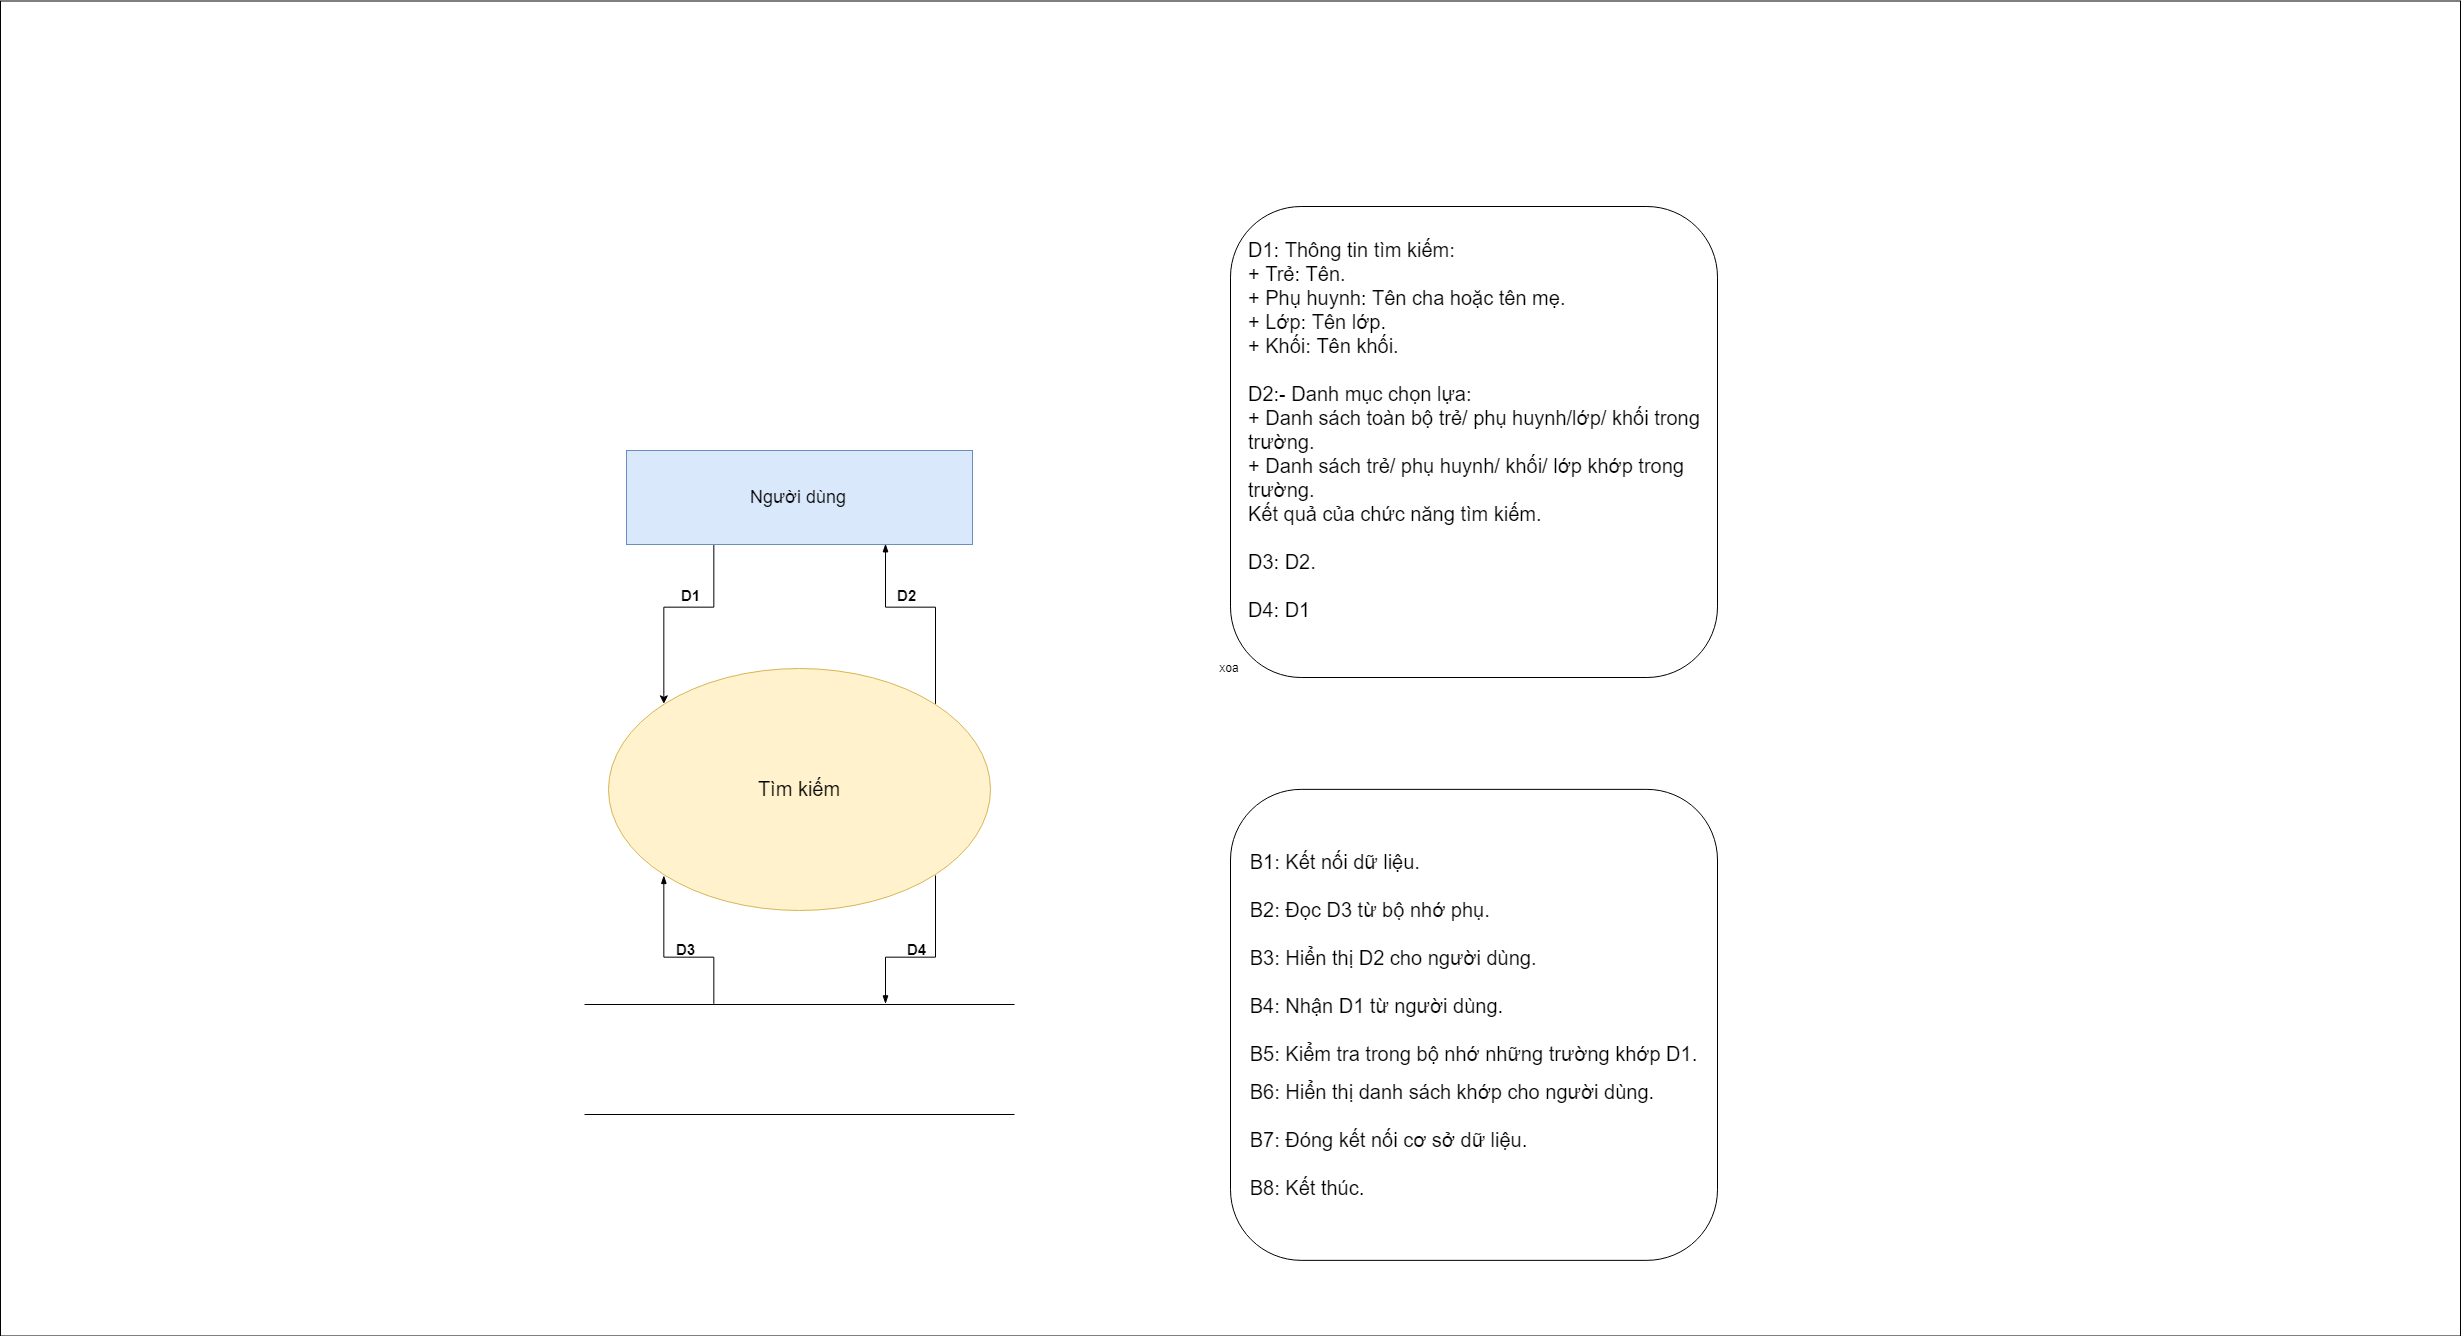 Người dùng
D1
D2
Tìm kiếm
D3
D4
D1: Thông tin tìm kiếm:
+ Trẻ: Tên.
+ Phụ huynh: Tên cha hoặc tên mẹ.
+ Lớp: Tên lớp.
+ Khối: Tên khối.
D2:- Danh mục chọn lựa:
+ Danh sách toàn bộ trẻ/ phụ huynh/lớp/ khối trong
trường.
+ Danh sách trẻ/ phụ huynh/ khối/ lớp khớp trong
trường.
Kết quả của chức năng tìm kiếm.
D3: D2.
D4: D1
xoa
B1: Kết nối dữ liệu.
B2: Đọc D3 từ bộ nhớ phụ.
B3: Hiển thị D2 cho người dùng.
B4: Nhận D1 từ người dùng.
B5: Kiểm tra trong bộ nhớ những trường khớp D1.
B6: Hiển thị danh sách khớp cho người dùng.
B7: Đóng kết nối cơ sở dữ liệu.
B8: Kết thúc.